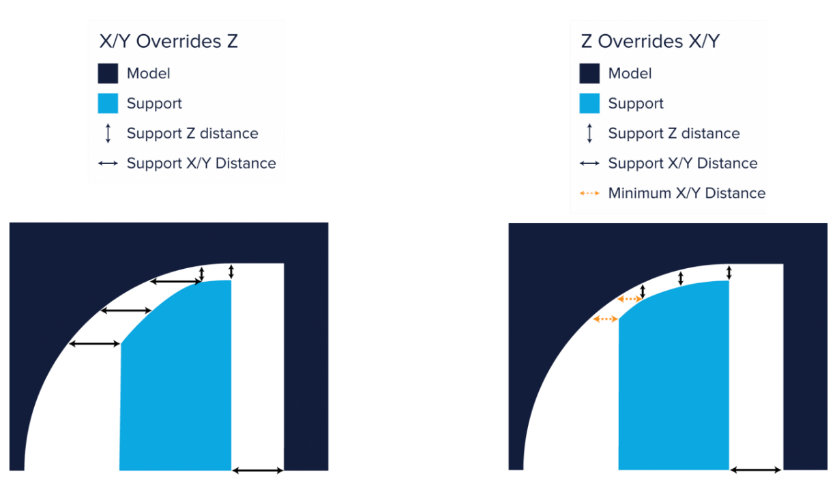 X/Y Overrides Z
Model
Support
Support Z distance
Support X/Y Distance
Z Overrides X/Y
Model
Support
Support Z distance
Support X/Y Distance
Minimum X/Y Distance